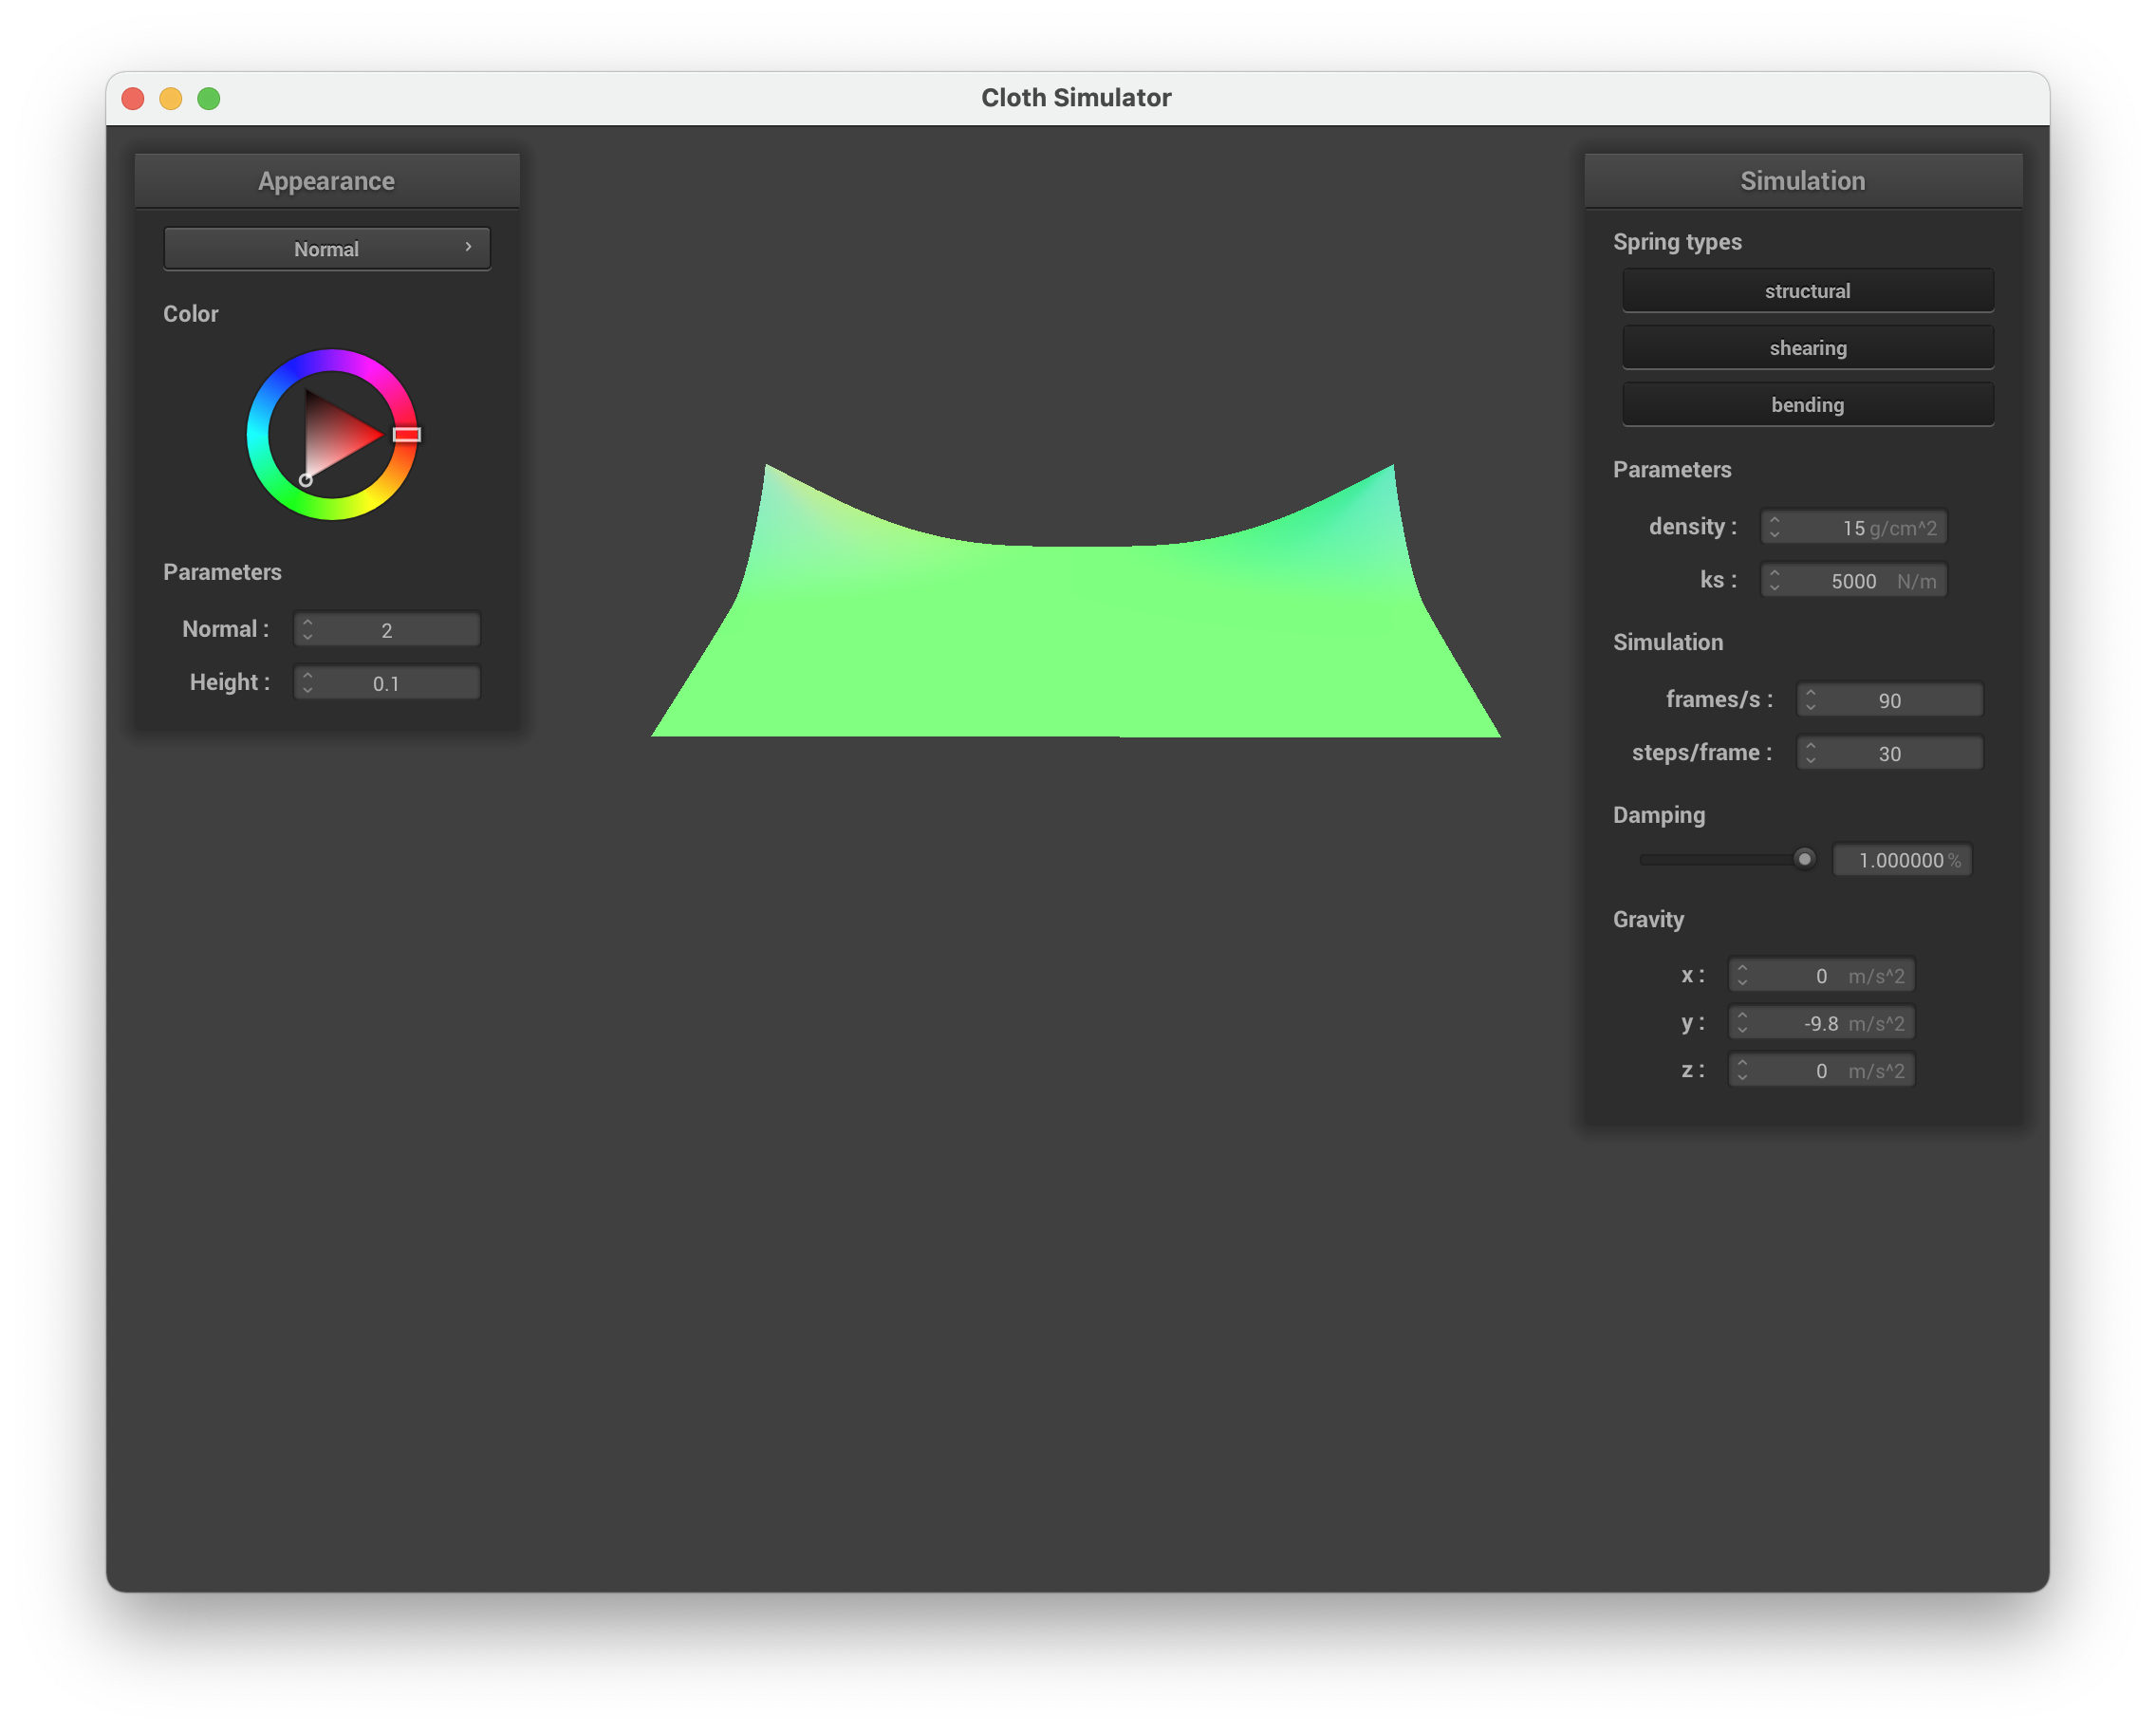 Cloth Simulator
Appearance
Normal
Color
Parameters
Normal : 2
Height : 0.1
Simulation
Spring types
structural
shearing
bending
Parameters
density : 15 g/cm^2
ks : 5000 N/m
Simulation
frames/s : 90
steps/frame : 30
Damping
1.000000 %
Gravity
x : 0 m/s^2
y : -9.8 m/s^2
z : 0 m/s^2